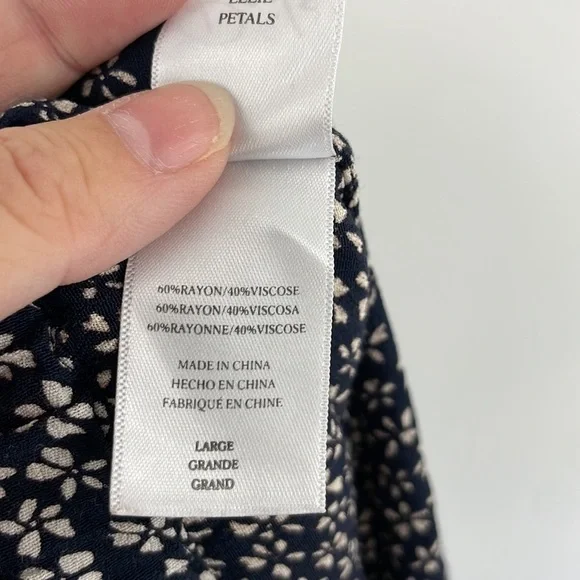 PETALS
60%RAYON/40%VISCOSE
60%RAYON/40%VISCOSA
60%RAYONNE/40%VISCOSE
MADE IN CHINA
HECHO EN CHINA
FABRIQUÉ EN CHINE
LARGE
GRANDE
GRAND